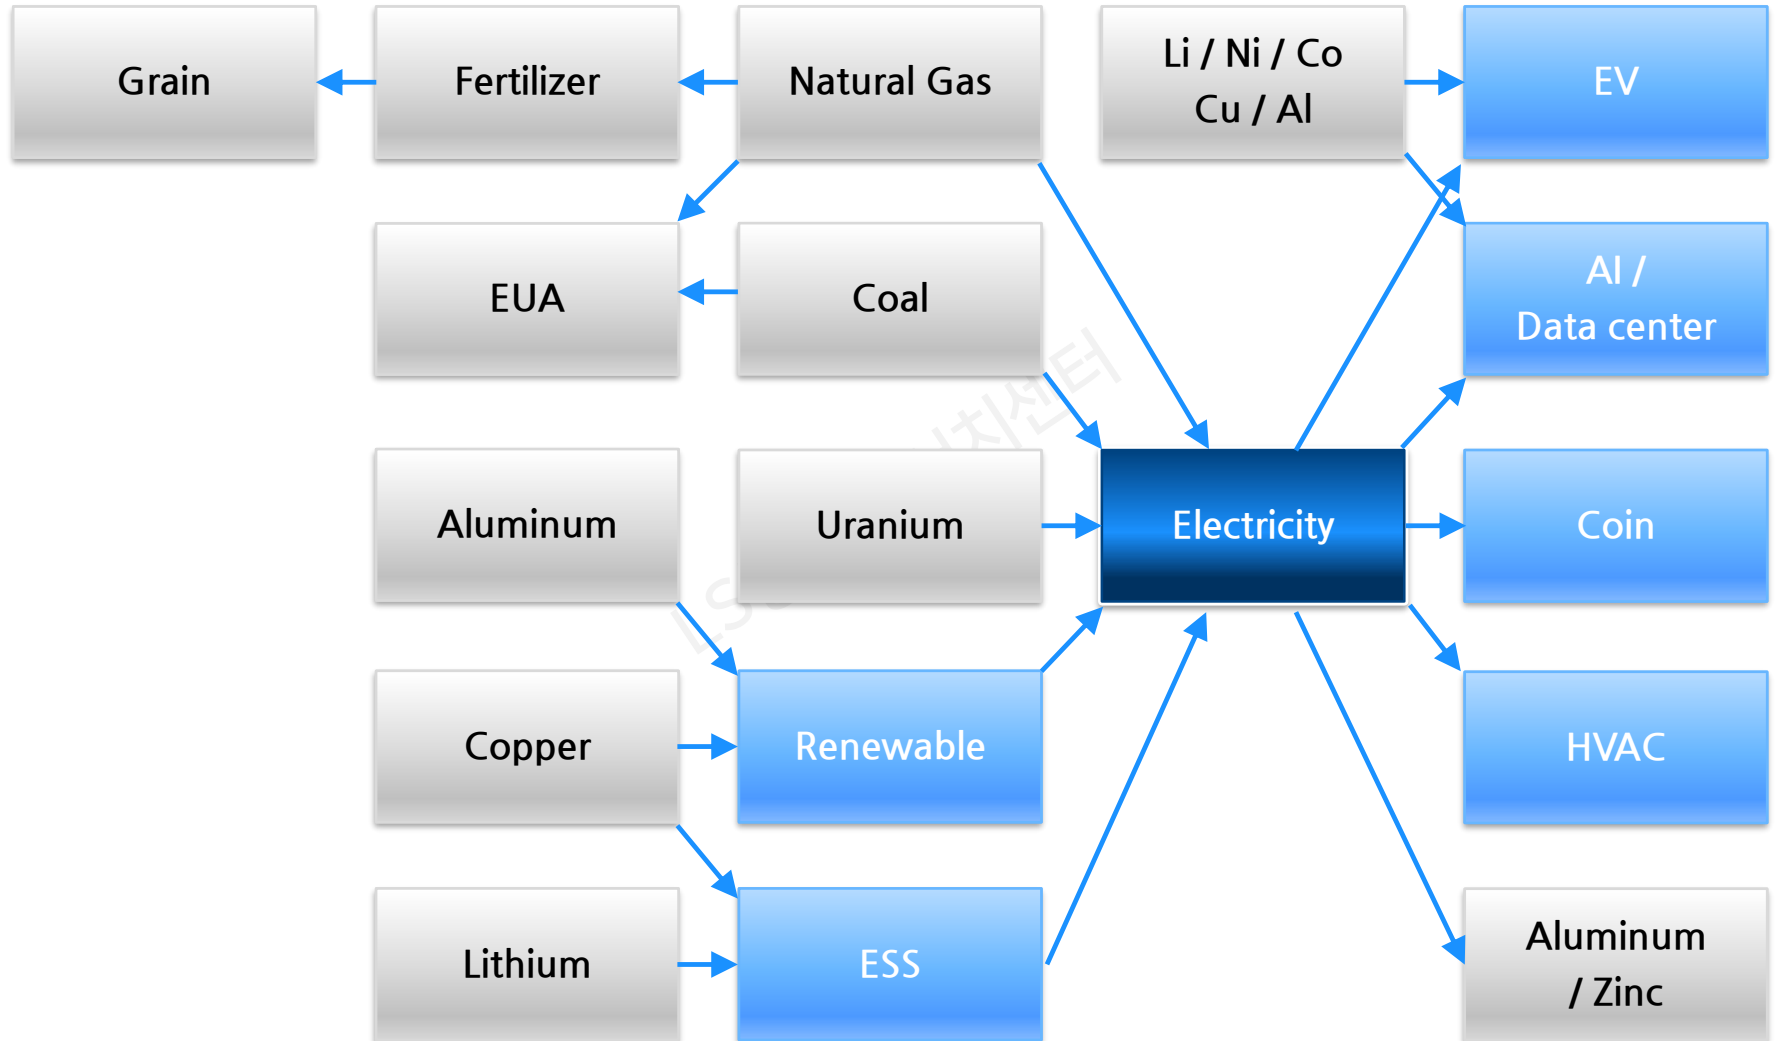 Grain
Fertilizer
Natural Gas
Li / Ni / Co
Cu / Al
EV
EUA
Coal
AI /
Data center
Aluminum
Uranium
Electricity
Coin
Copper
Renewable
HVAC
Lithium
ESS
Aluminum
/ Zinc